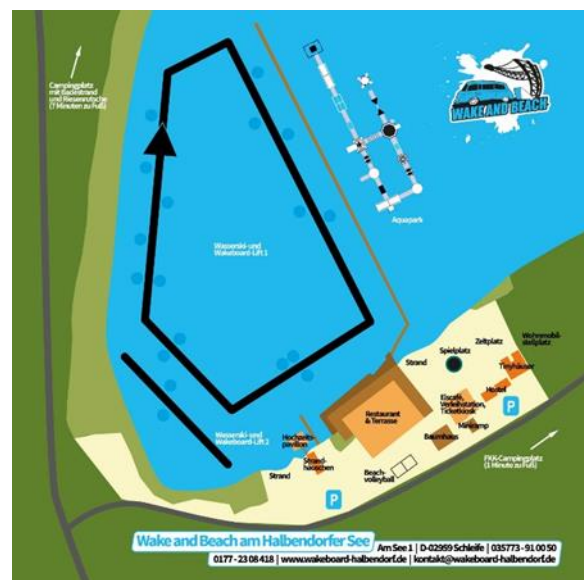 Campingplatz
mit Badestrand
und Riesenrutsche
(7 Minuten zu Fuß)
WAKE AND BEACH
Aquapark
Wasserski-und
Wakeboard-Lift 1
Wohnmobil-
stellplatz
Zeltplatz
Spielplatz
Strand
Tinyhäuser
Hostel
Eiscafé,
Verleihstation,
Ticketkiosk
P
Restaurant
& Terrasse
Minicamp
Baumhaus
Wasserski-und
Wakeboard-Lift 2
Hochzeits-
pavillon
Strand-
häuschen
Strand
Beach-
volleyball
FKK-Campingplatz
(1 Minute zu Fuß)
P
Wake and Beach am Halbendorfer See
Am See 1 | D-02959 Schleife | 035773 - 91 00 50
0177 - 23 08 418 | www.wakeboard-halbendorf.de | kontakt@wakeboard-halbendorf.de